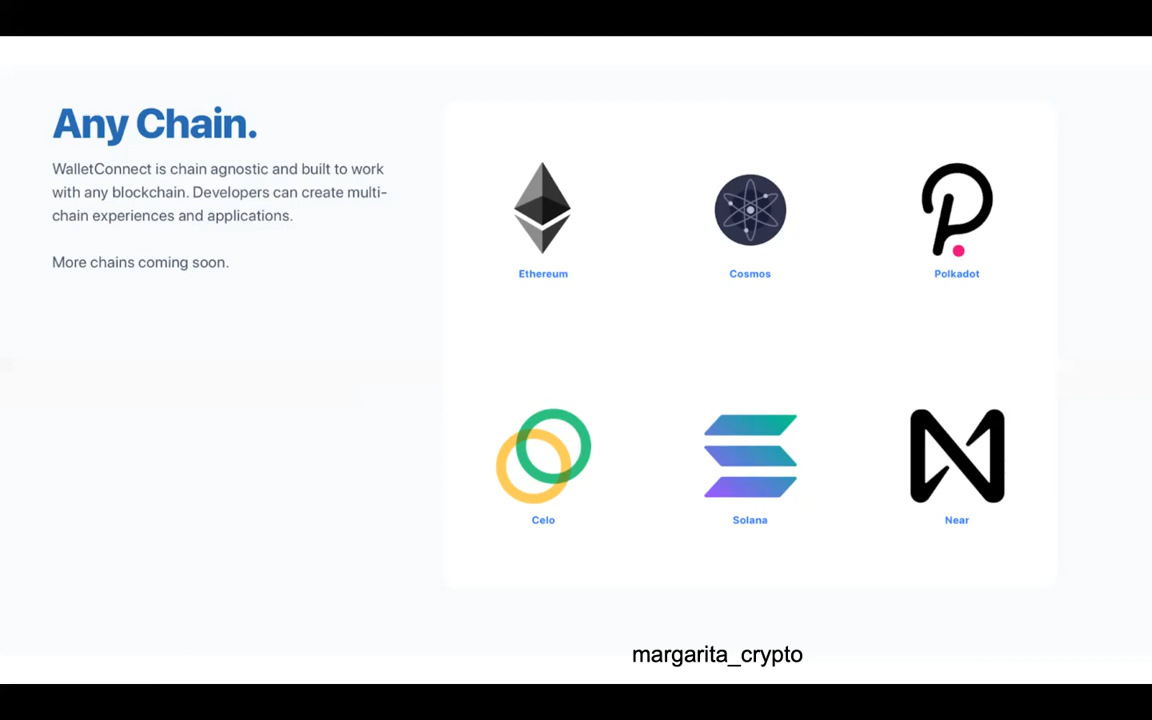 Any Chain.
WalletConnect is chain agnostic and built to work
with any blockchain. Developers can create multi-
chain experiences and applications.
More chains coming soon.
Ethereum
Cosmos
Polkadot
Celo
Solana
Near
margarita_crypto